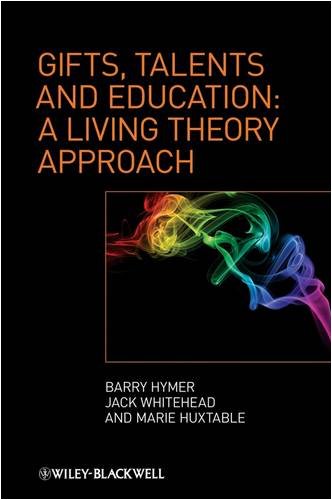 GIFTS, TALENTS
AND EDUCATION:
A LIVING THEORY
APPROACH
BARRY HYMER
JACK WHITEHEAD
AND MARIE HUXTABLE
WILEY-BLACKWELL